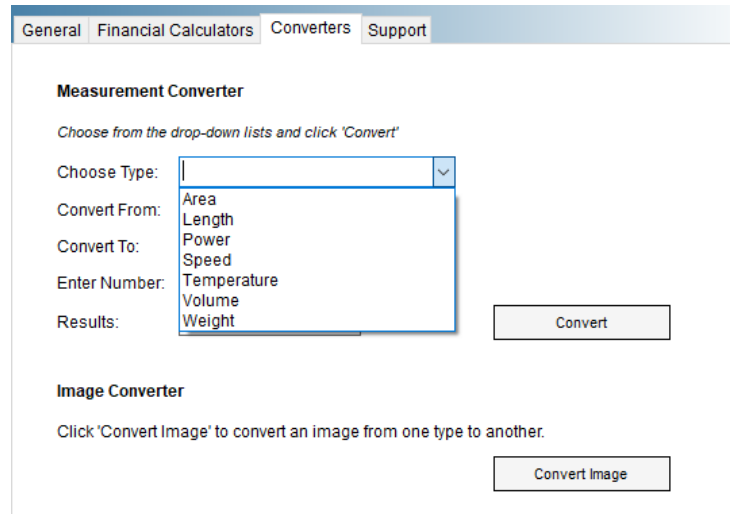 General Financial Calculators Converters Support
Measurement Converter
Choose from the drop-down lists and click 'Convert'
Choose Type:
Area
Convert From:
Length
Power
Convert To:
Speed
Enter Number: Temperature
Volume
Results: Weight Convert
Image Converter
Click 'Convert Image' to convert an image from one type to another.
Convert Image